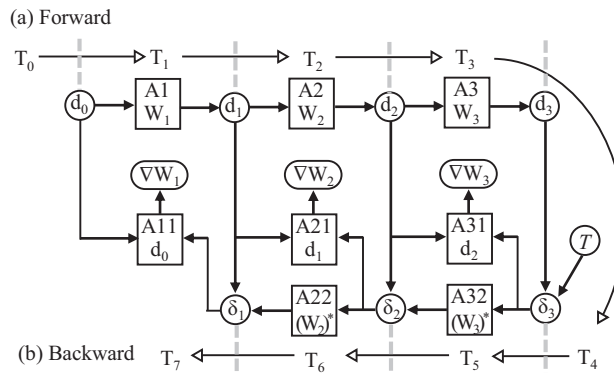 (a) Forward
T₀ T₁ T₂ T₃
d₀ A1 d₁ A2 d₂ A3 d₃
W₁ W₂ W₃
∇W₁ ∇W₂ ∇W₃
A11 A21 A31 T
d₀ d₁ d₂
δ₁ A22 δ₂ A32 δ₃
(W₂)* (W₃)*
(b) Backward T₇ T₆ T₅ T₄